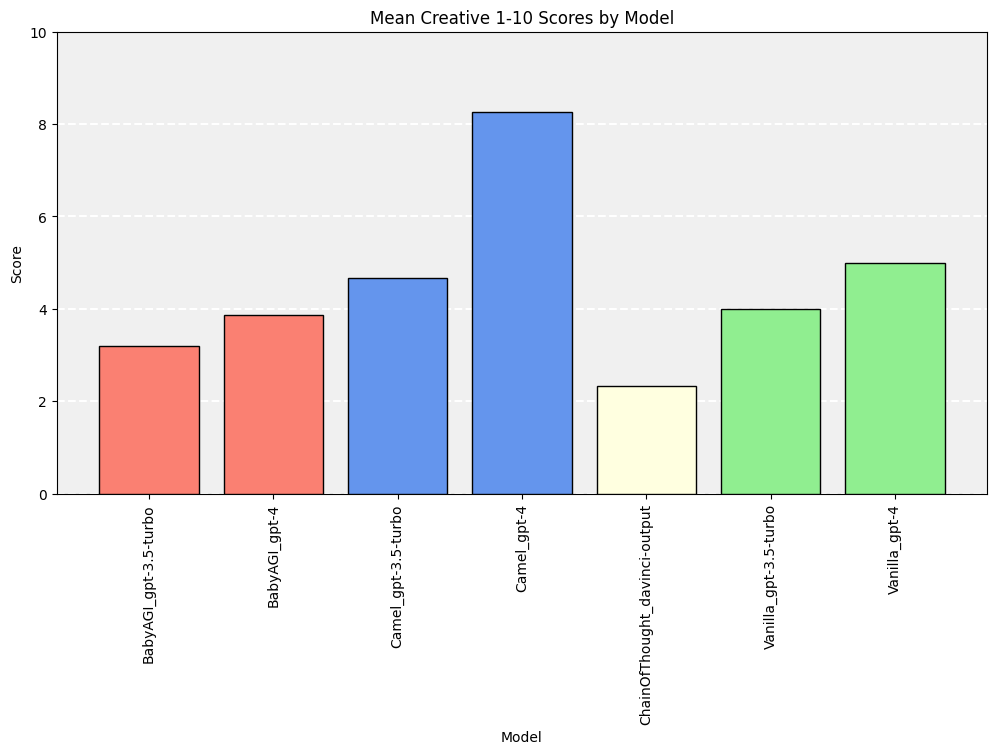 Mean Creative 1-10 Scores by Model
Score
10
8
6
4
2
0
BabyAGI_gpt-3.5-turbo
BabyAGI_gpt-4
Camel_gpt-3.5-turbo
Camel_gpt-4
ChainOfThought_davinci-output
Vanilla_gpt-3.5-turbo
Vanilla_gpt-4
Model